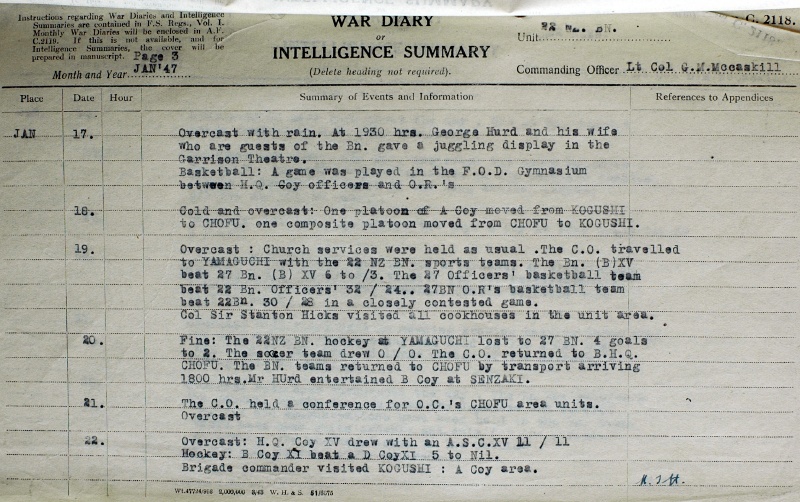 Instructions regarding War Diaries and Intelligence
Summaries are contained in F.S. Regs., Vol. I.
Monthly War Diaries will be enclosed in A.F.
C.2119. If this is not available, and for
Intelligence Summaries, the cover will be
prepared in manuscript. Page 3
Month and Year JAN'47
WAR DIARY
or
INTELLIGENCE SUMMARY
(Delete heading not required).
C. 2118.
Unit 22 NZ. BN.
Commanding Officer Lt Col G.M.Mccaskill
Place Date Hour Summary of Events and Information References to Appendices
JAN 17. Overcast with rain. At 1930 hrs. George Hurd and his wife
who are guests of the Bn. gave a juggling display in the
Garrison Theatre.
Basketball: A game was played in the F.O.D. Gymnasium
between H.Q. Coy officers and O.R.'s
18. Cold and overcast: One platoon of A Coy moved from KOGUSHI
to CHOFU. one composite platoon moved from CHOFU to KOGUSHI.
19. Overcast : Church services were held as usual .The C.O. travelled
to YAMAGUCHI with the 22 NZ BN. sports teams. The Bn. (B)XV
beat 27 Bn. (B) XV 6 to /3. The 27 Officers' basketball team
beat 22 Bn. Officers' 32 / 24.. 27BN O.R's basketball team
beat 22Bn. 30 / 28 in a closely contested game.
Col Sir Stanton Hicks visited all cookhouses in the unit area.
20. Fine: The 22NZ BN. hockey at YAMAGUCHI lost to 27 BN. 4 goals
to 2. The soccer team drew 0 / 0. The C.O. returned to B.H.Q.
CHOFU. The BN. teams returned to CHOFU by transport arriving
1800 hrs.Mr HUrd entertained B Coy at SENZAKI.
21. The C.O. held a conference for O.C.'s CHOFU area units.
Overcast
22. Overcast: H.Q. Coy XV drew with an A.S.C.XV 11 / 11
Hockey: B Coy XI beat a D CoyXI 5 to Nil.
Brigade commander visited KOGUSHI : A Coy area.
2,000,000 8/43 W. H. & S. 51/6375